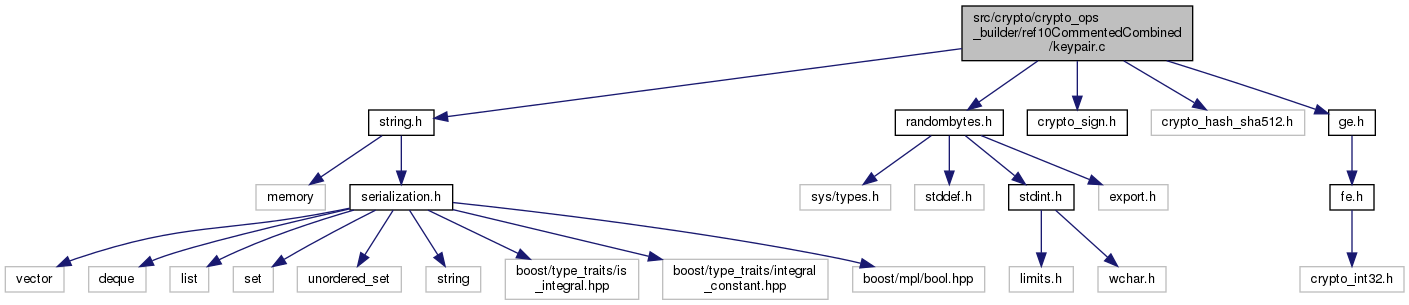 src/crypto/crypto_ops
_builder/ref10CommentedCombined
/keypair.c
string.h
randombytes.h
crypto_sign.h
crypto_hash_sha512.h
ge.h
memory
serialization.h
sys/types.h
stddef.h
stdint.h
export.h
fe.h
vector
deque
list
set
unordered_set
string
boost/type_traits/is
_integral.hpp
boost/type_traits/integral
_constant.hpp
boost/mpl/bool.hpp
limits.h
wchar.h
crypto_int32.h